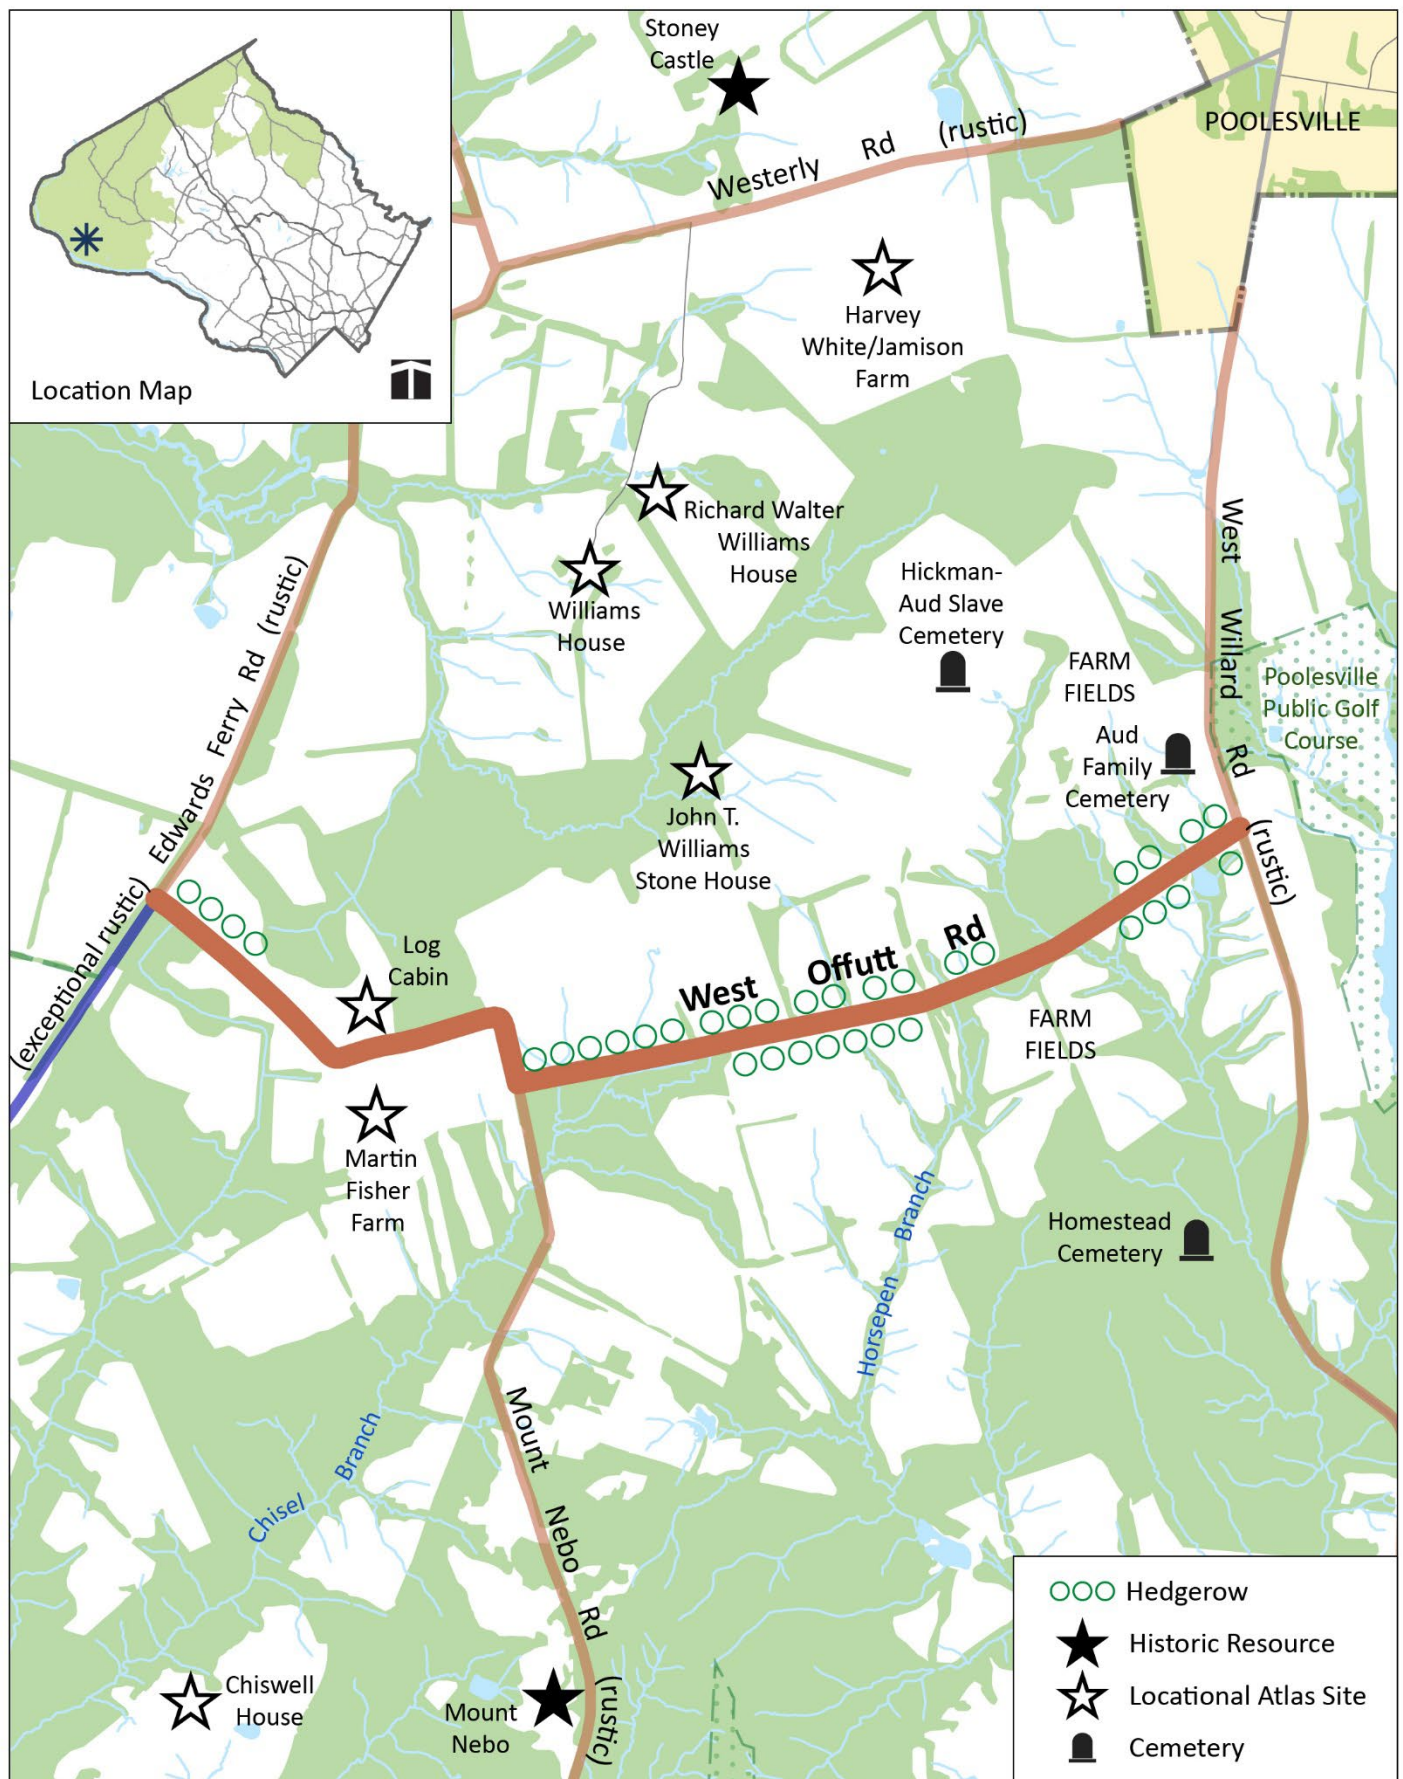 Stoney
Castle
POOLESVILLE
Westerly Rd (rustic)
Location Map
Harvey
White/Jamison
Farm
Richard Walter
Williams
House
Williams
House
Hickman-
Aud Slave
Cemetery
West Willard Rd (rustic)
FARM
FIELDS
Poolesville
Public Golf
Course
Aud
Family
Cemetery
Edwards Ferry Rd (rustic)
(exceptional rustic)
John T.
Williams
Stone House
Log
Cabin
West Offutt Rd
FARM
FIELDS
Martin
Fisher
Farm
Horsepen Branch
Homestead
Cemetery
Chisel Branch
Mount Nebo Rd (rustic)
Chiswell
House
Mount
Nebo
Hedgerow
Historic Resource
Locational Atlas Site
Cemetery